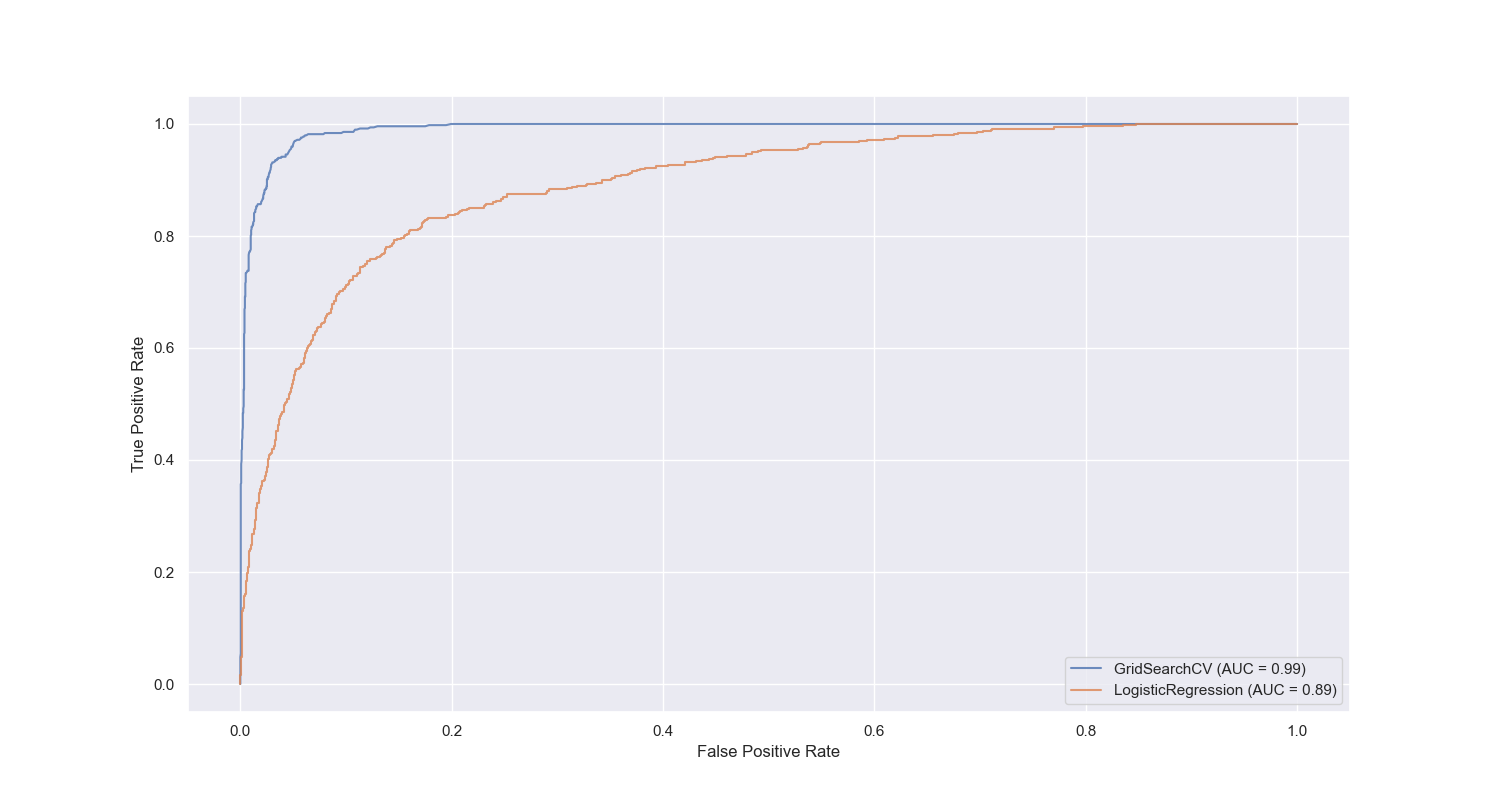 1.0
0.8
0.6
0.4
0.2
0.0
True Positive Rate
GridSearchCV (AUC = 0.99)
LogisticRegression (AUC = 0.89)
0.0 0.2 0.4 0.6 0.8 1.0
False Positive Rate